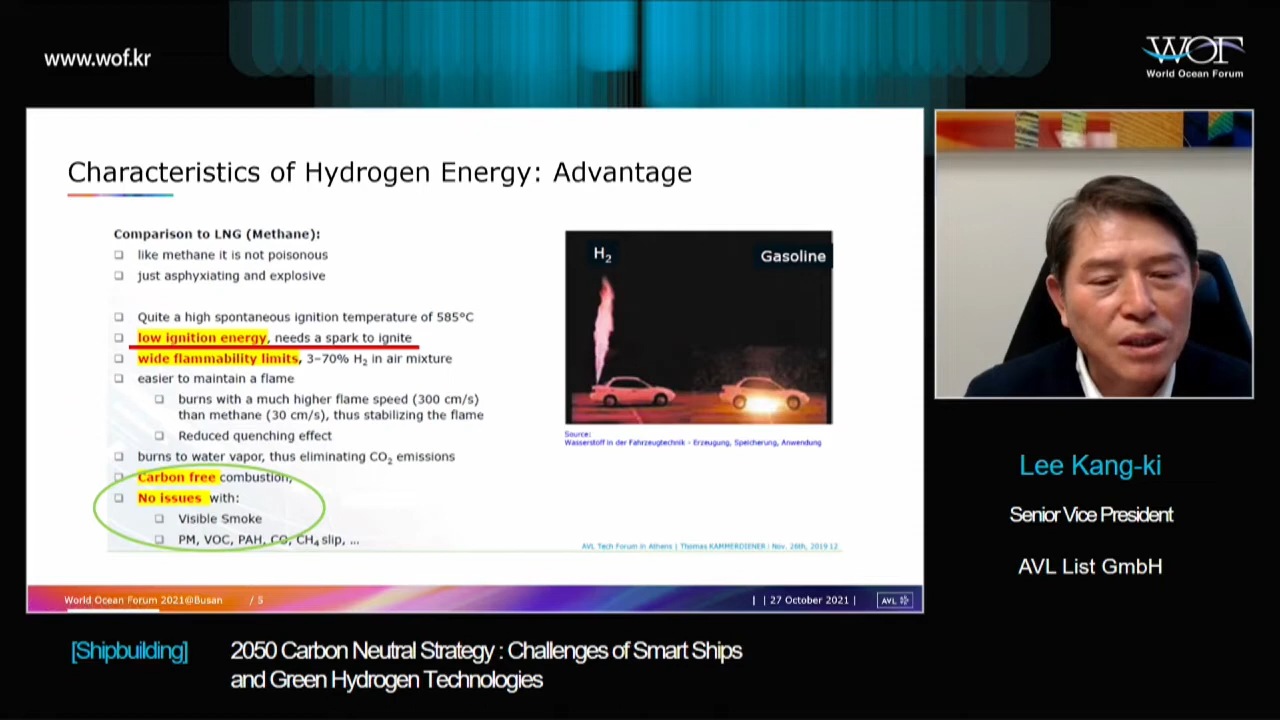 www.wof.kr
WOF
World Ocean Forum
Characteristics of Hydrogen Energy: Advantage
Comparison to LNG (Methane):
like methane it is not poisonous
just asphyxiating and explosive
Quite a high spontaneous ignition temperature of 585°C
low ignition energy, needs a spark to ignite
wide flammability limits, 3–70% H₂ in air mixture
easier to maintain a flame
burns with a much higher flame speed (300 cm/s)
than methane (30 cm/s), thus stabilizing the flame
Reduced quenching effect
burns to water vapor, thus eliminating CO₂ emissions
Carbon free combustion,
No issues with:
Visible Smoke
PM, VOC, PAH, CO, CH₄ slip, ...
H₂
Gasoline
Source:
Wasserstoff in der Fahrzeugtechnik - Erzeugung, Speicherung, Anwendung
AVL Tech Forum in Athens | Thomas KAMMERDIENER | Nov. 26th, 2019 12
World Ocean Forum 2021@Busan / 5
| | 27 October 2021 |
AVL
Lee Kang-ki
Senior Vice President
AVL List GmbH
[Shipbuilding]
2050 Carbon Neutral Strategy : Challenges of Smart Ships
and Green Hydrogen Technologies